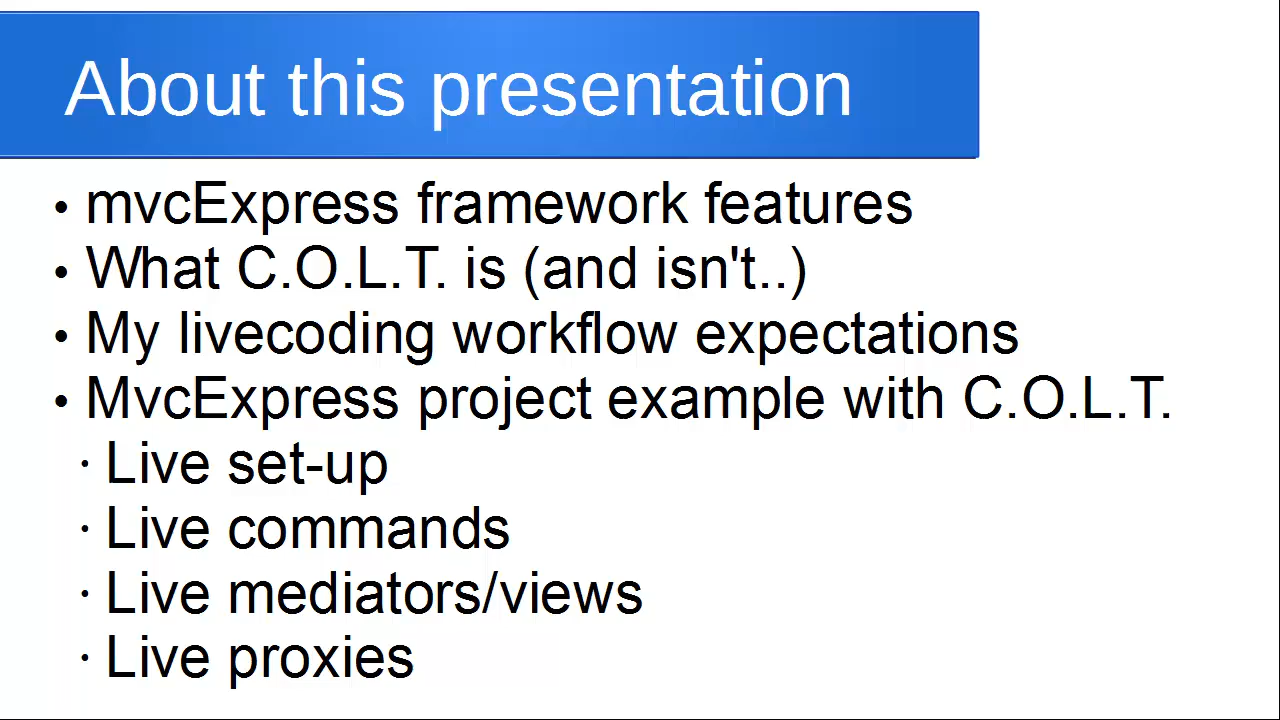 About this presentation
• mvcExpress framework features
• What C.O.L.T. is (and isn't..)
• My livecoding workflow expectations
• MvcExpress project example with C.O.L.T.
· Live set-up
· Live commands
· Live mediators/views
· Live proxies